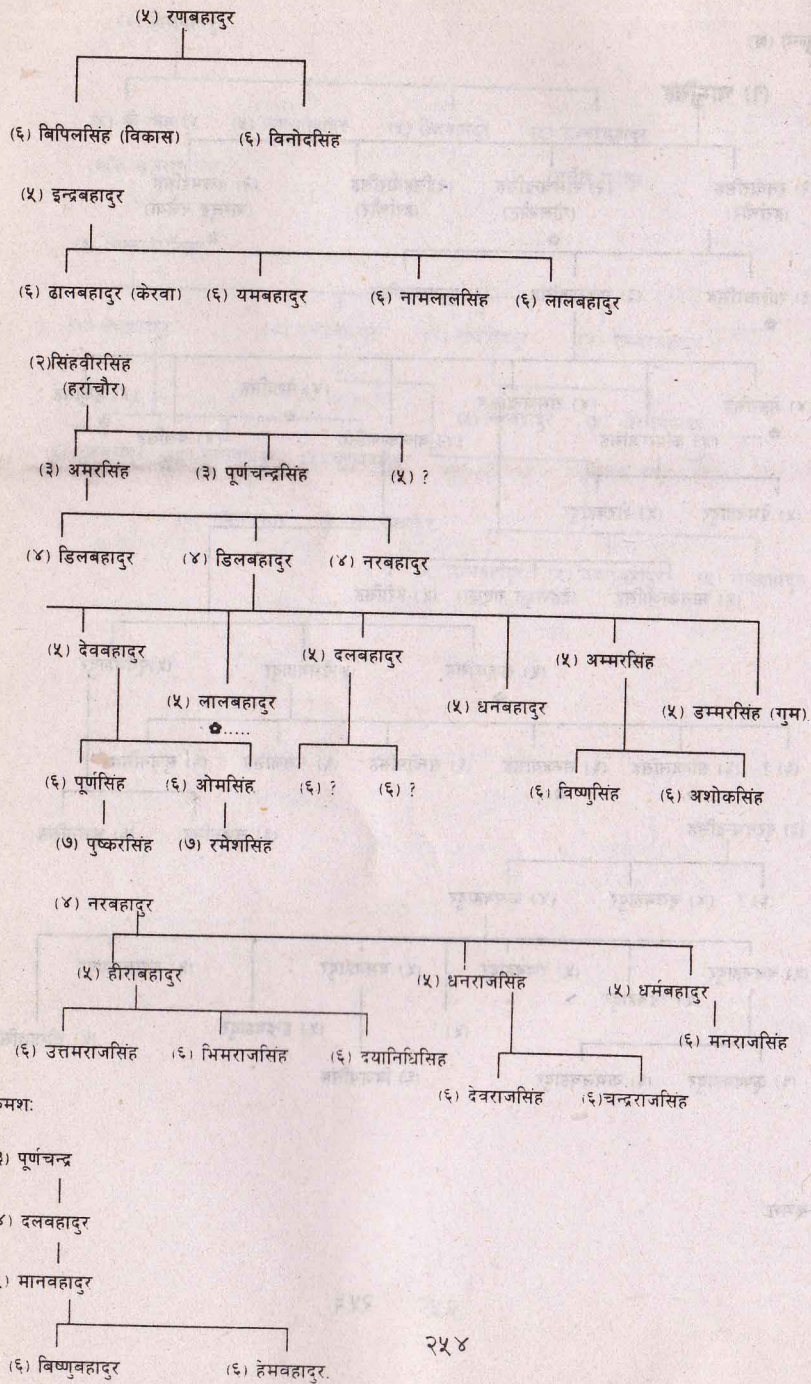 (५) रणबहादुर
(६) बिपिलसिंह (विकास) (६) विनोदसिंह
(५) इन्द्रबहादुर
(६) ढालबहादुर (केरवा) (६) यमबहादुर (६) नामलालसिंह (६) लालबहादुर
(२)सिंहवीरसिंह
(हर्राचौर)
(३) अमरसिंह (३) पूर्णचन्द्रसिंह (५) ?
(४) डिलबहादुर (४) डिलबहादुर (४) नरबहादुर
(५) देवबहादुर (५) दलबहादुर (५) अम्मरसिंह
(५) लालबहादुर (५) धनबहादुर (५) डम्मरसिंह (गुम)
(६) पूर्णसिंह (६) ओमसिंह (६) ? (६) ? (६) विष्णुसिंह (६) अशोकसिंह
(७) पुष्करसिंह (७) रमेशसिंह
(४) नरबहादुर
(५) हीराबहादुर (५) धनराजसिंह (५) धर्मबहादुर
(६) उत्तमराजसिंह (६) भिमराजसिंह (६) दयानिधिसिंह (६) मनराजसिंह
(६) देवराजसिंह (६)चन्द्रराजसिंह
क्रमशः
३) पूर्णचन्द्र
४) दलवहादुर
५) मानवहादुर
(६) बिष्णुबहादुर (६) हेमवहादुर.
२५४